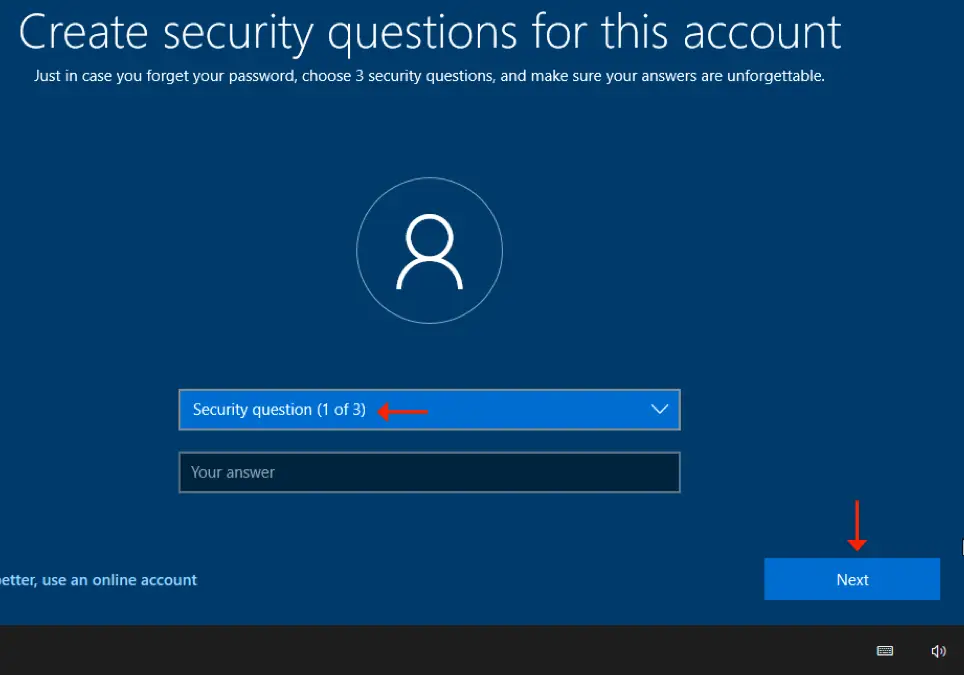 Create security questions for this account
Just in case you forget your password, choose 3 security questions, and make sure your answers are unforgettable.
Security question (1 of 3)
Your answer
etter, use an online account
Next